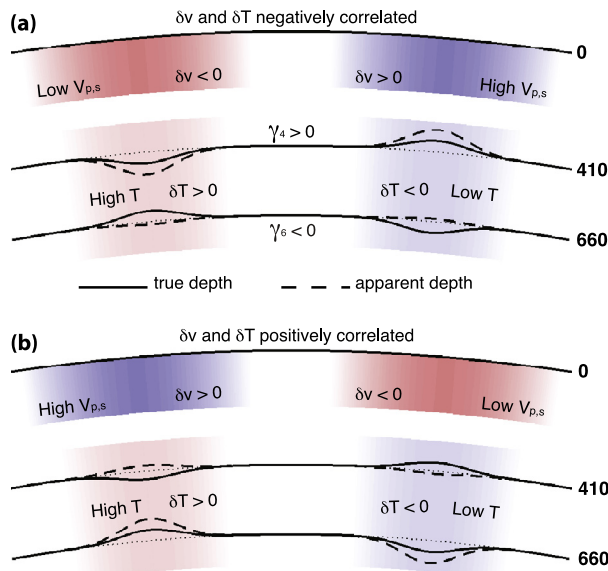 (a)
δv and δT negatively correlated
0
Low Vp,s
δv < 0
δv > 0
High Vp,s
γ4 > 0
410
High T
δT > 0
δT < 0
Low T
γ6 < 0
660
true depth
apparent depth
(b)
δv and δT positively correlated
0
High Vp,s
δv > 0
δv < 0
Low Vp,s
410
High T
δT > 0
δT < 0
Low T
660